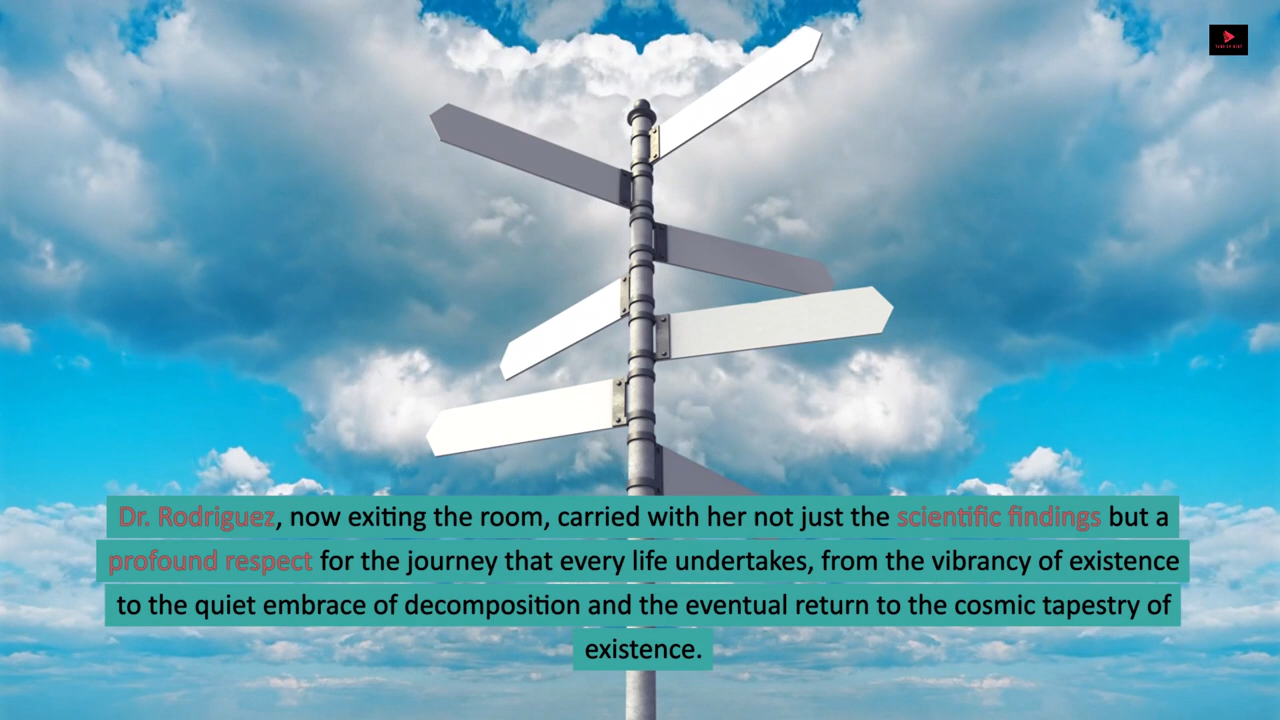 Dr. Rodriguez, now exiting the room, carried with her not just the scientific findings but a
profound respect for the journey that every life undertakes, from the vibrancy of existence
to the quiet embrace of decomposition and the eventual return to the cosmic tapestry of
existence.